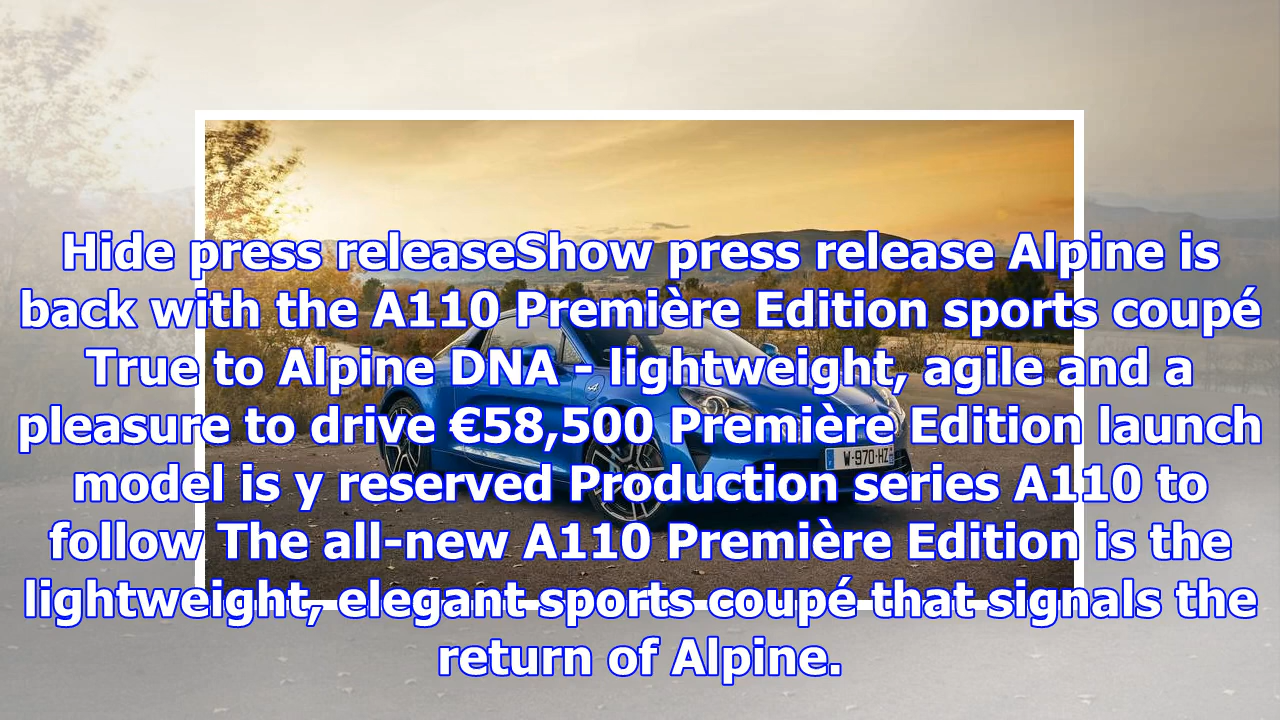 Hide press releaseShow press release Alpine is
back with the A110 Première Edition sports coupé
True to Alpine DNA - lightweight, agile and a
pleasure to drive €58,500 Première Edition launch
model is y reserved Production series A110 to
follow The all-new A110 Première Edition is the
lightweight, elegant sports coupé that signals the
return of Alpine.
W-970-HZ